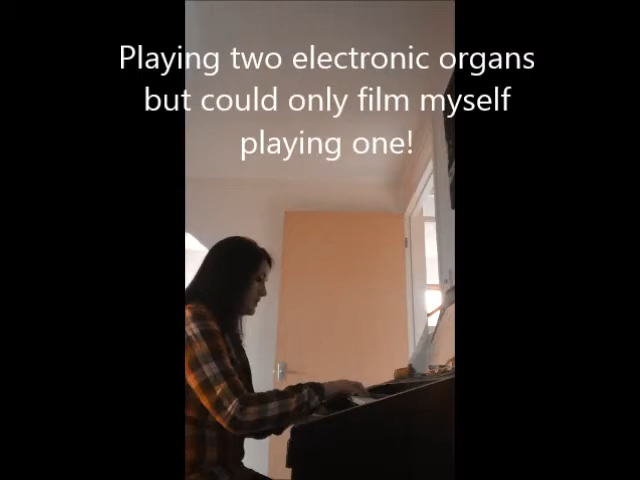 Playing two electronic organs
but could only film myself
playing one!